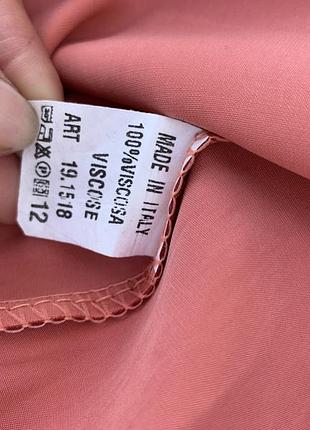 MADE IN ITALY
100%VISCOSA
VISCOSE
ART 19.1518
12